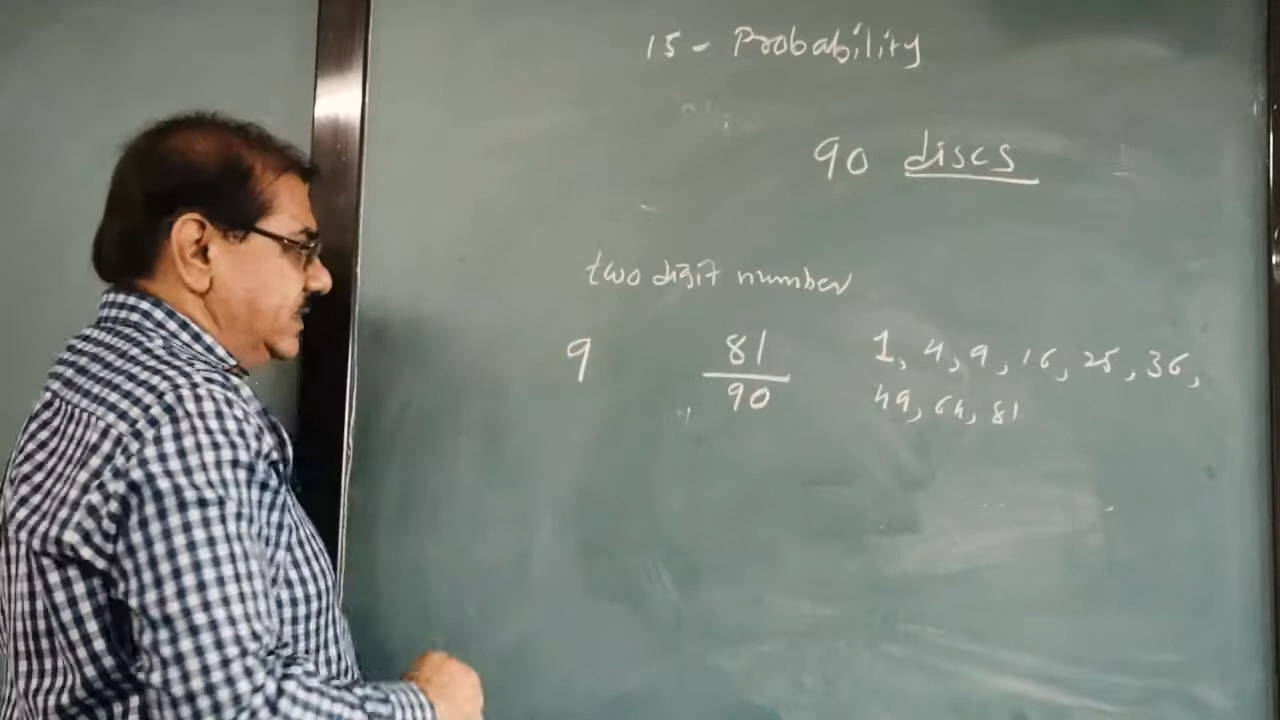 15 - Probability
90 discs
two digit number
9
81
90
1, 4, 9, 16, 25, 36,
49, 64, 81